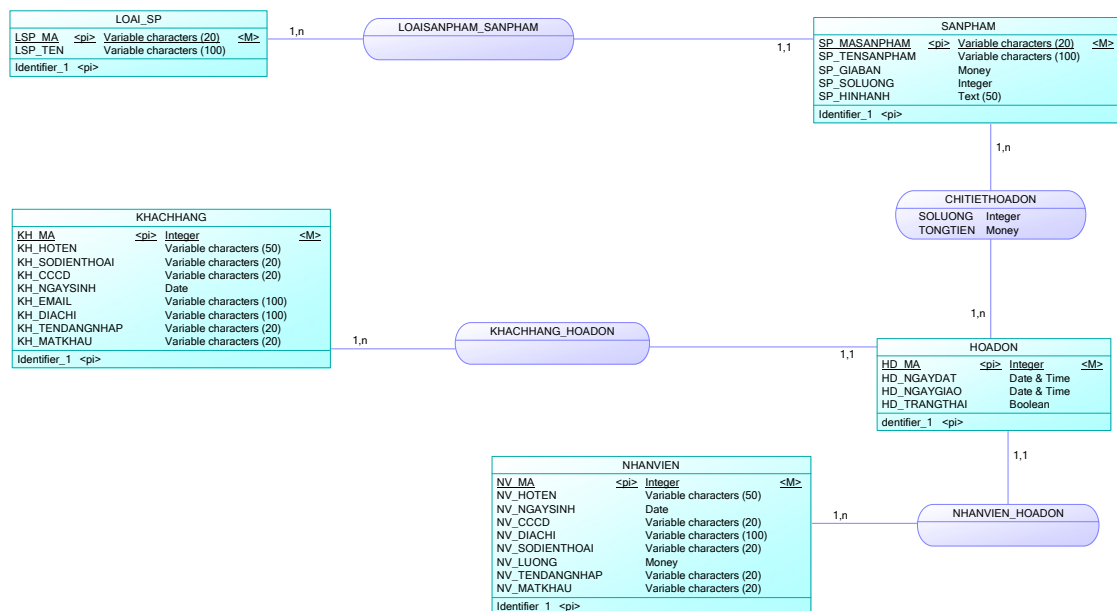 LOAI_SP
LSP_MA <pi> Variable characters (20) <M>
LSP_TEN Variable characters (100)
Identifier_1 <pi>
1,n
LOAISANPHAM_SANPHAM
1,1
SANPHAM
SP_MASANPHAM <pi> Variable characters (20) <M>
SP_TENSANPHAM Variable characters (100)
SP_GIABAN Money
SP_SOLUONG Integer
SP_HINHANH Text (50)
Identifier_1 <pi>
1,n
CHITIETHOADON
SOLUONG Integer
TONGTIEN Money
1,n
KHACHHANG
KH_MA <pi> Integer <M>
KH_HOTEN Variable characters (50)
KH_SODIENTHOAI Variable characters (20)
KH_CCCD Variable characters (20)
KH_NGAYSINH Date
KH_EMAIL Variable characters (100)
KH_DIACHI Variable characters (100)
KH_TENDANGNHAP Variable characters (20)
KH_MATKHAU Variable characters (20)
Identifier_1 <pi>
1,n
KHACHHANG_HOADON
1,1
HOADON
HD_MA <pi> Integer <M>
HD_NGAYDAT Date & Time
HD_NGAYGIAO Date & Time
HD_TRANGTHAI Boolean
dentifier_1 <pi>
1,1
NHANVIEN_HOADON
1,n
NHANVIEN
NV_MA <pi> Integer <M>
NV_HOTEN Variable characters (50)
NV_NGAYSINH Date
NV_CCCD Variable characters (20)
NV_DIACHI Variable characters (100)
NV_SODIENTHOAI Variable characters (20)
NV_LUONG Money
NV_TENDANGNHAP Variable characters (20)
NV_MATKHAU Variable characters (20)
Identifier_1 <pi>